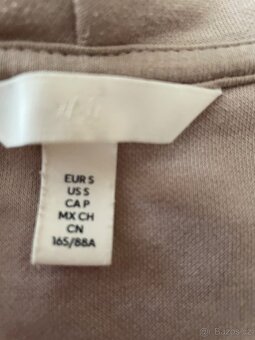 H&M
EUR S
US S
CA P
MX CH
CN
165/88A
Bazos.cz